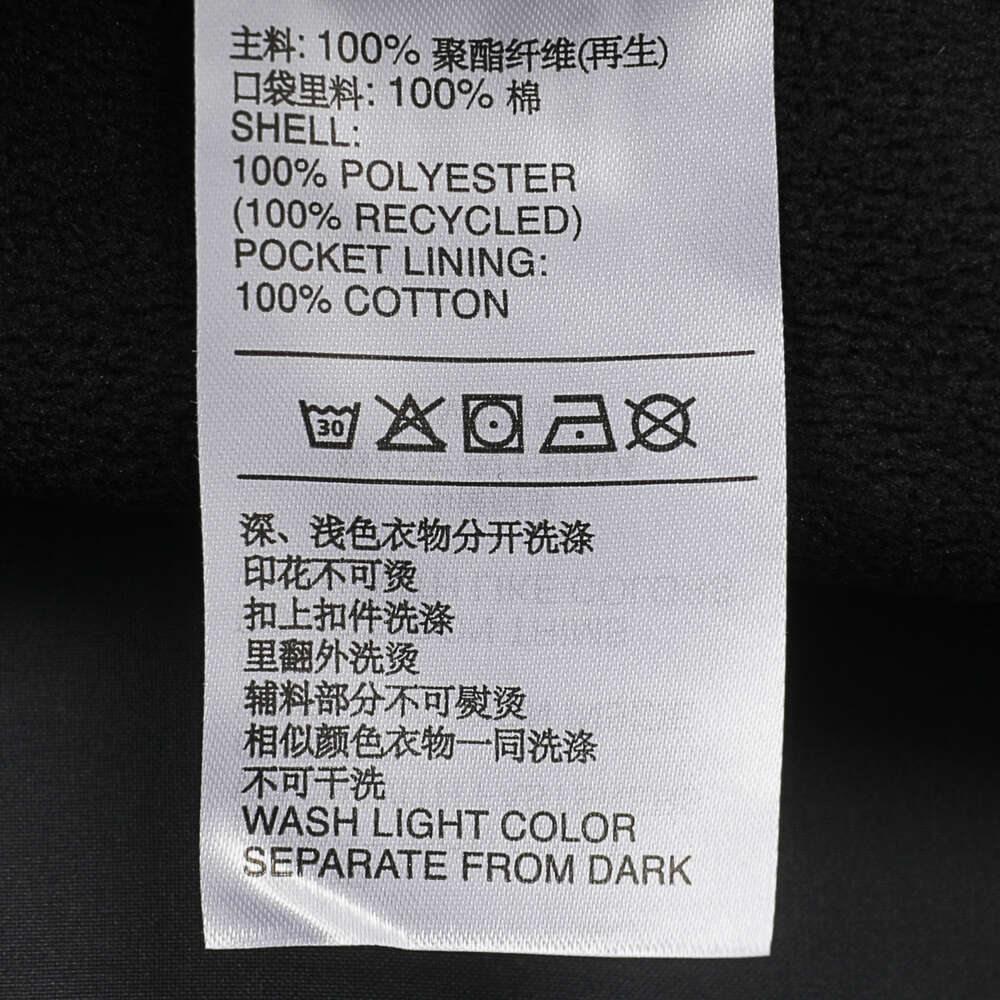 主料: 100% 聚酯纤维(再生)
口袋里料: 100% 棉
SHELL:
100% POLYESTER
(100% RECYCLED)
POCKET LINING:
100% COTTON
30
深、浅色衣物分开洗涤
印花不可烫
扣上扣件洗涤
里翻外洗烫
辅料部分不可熨烫
相似颜色衣物一同洗涤
不可干洗
WASH LIGHT COLOR
SEPARATE FROM DARK